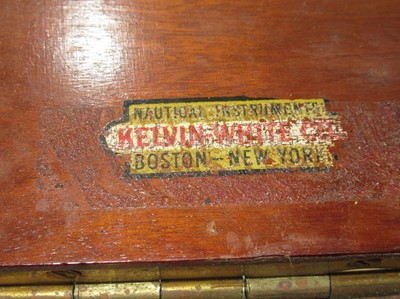 NAUTICAL INSTRUMENTS
KELVIN-WHITE CO.
BOSTON - NEW YORK